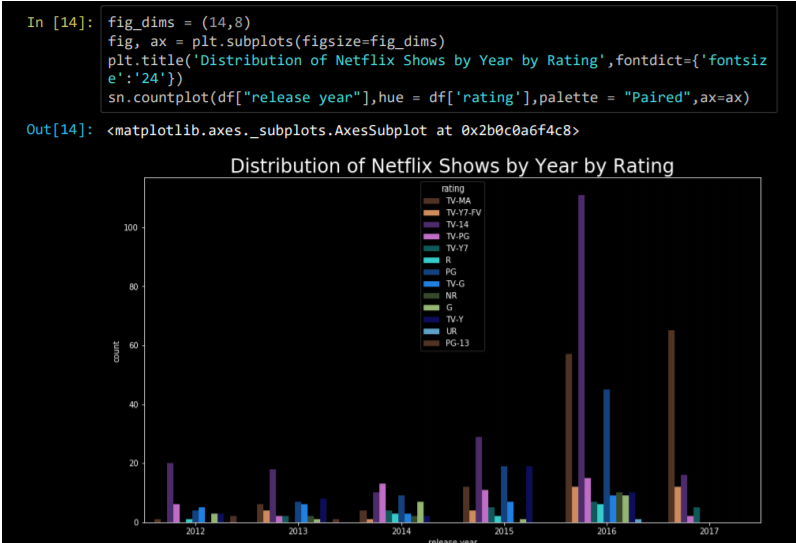 In [14]: fig_dims = (14,8)
fig, ax = plt.subplots(figsize=fig_dims)
plt.title('Distribution of Netflix Shows by Year by Rating',fontdict={'fontsiz
e':'24'})
sn.countplot(df["release year"],hue = df['rating'],palette = "Paired",ax=ax)
Out[14]: <matplotlib.axes._subplots.AxesSubplot at 0x2b0c0a6f4c8>
Distribution of Netflix Shows by Year by Rating
rating
TV-MA
TV-Y7-FV
TV-14
TV-PG
TV-Y7
R
PG
TV-G
NR
G
TV-Y
UR
PG-13
100
80
60
40
20
0
count
2012 2013 2014 2015 2016 2017
release year